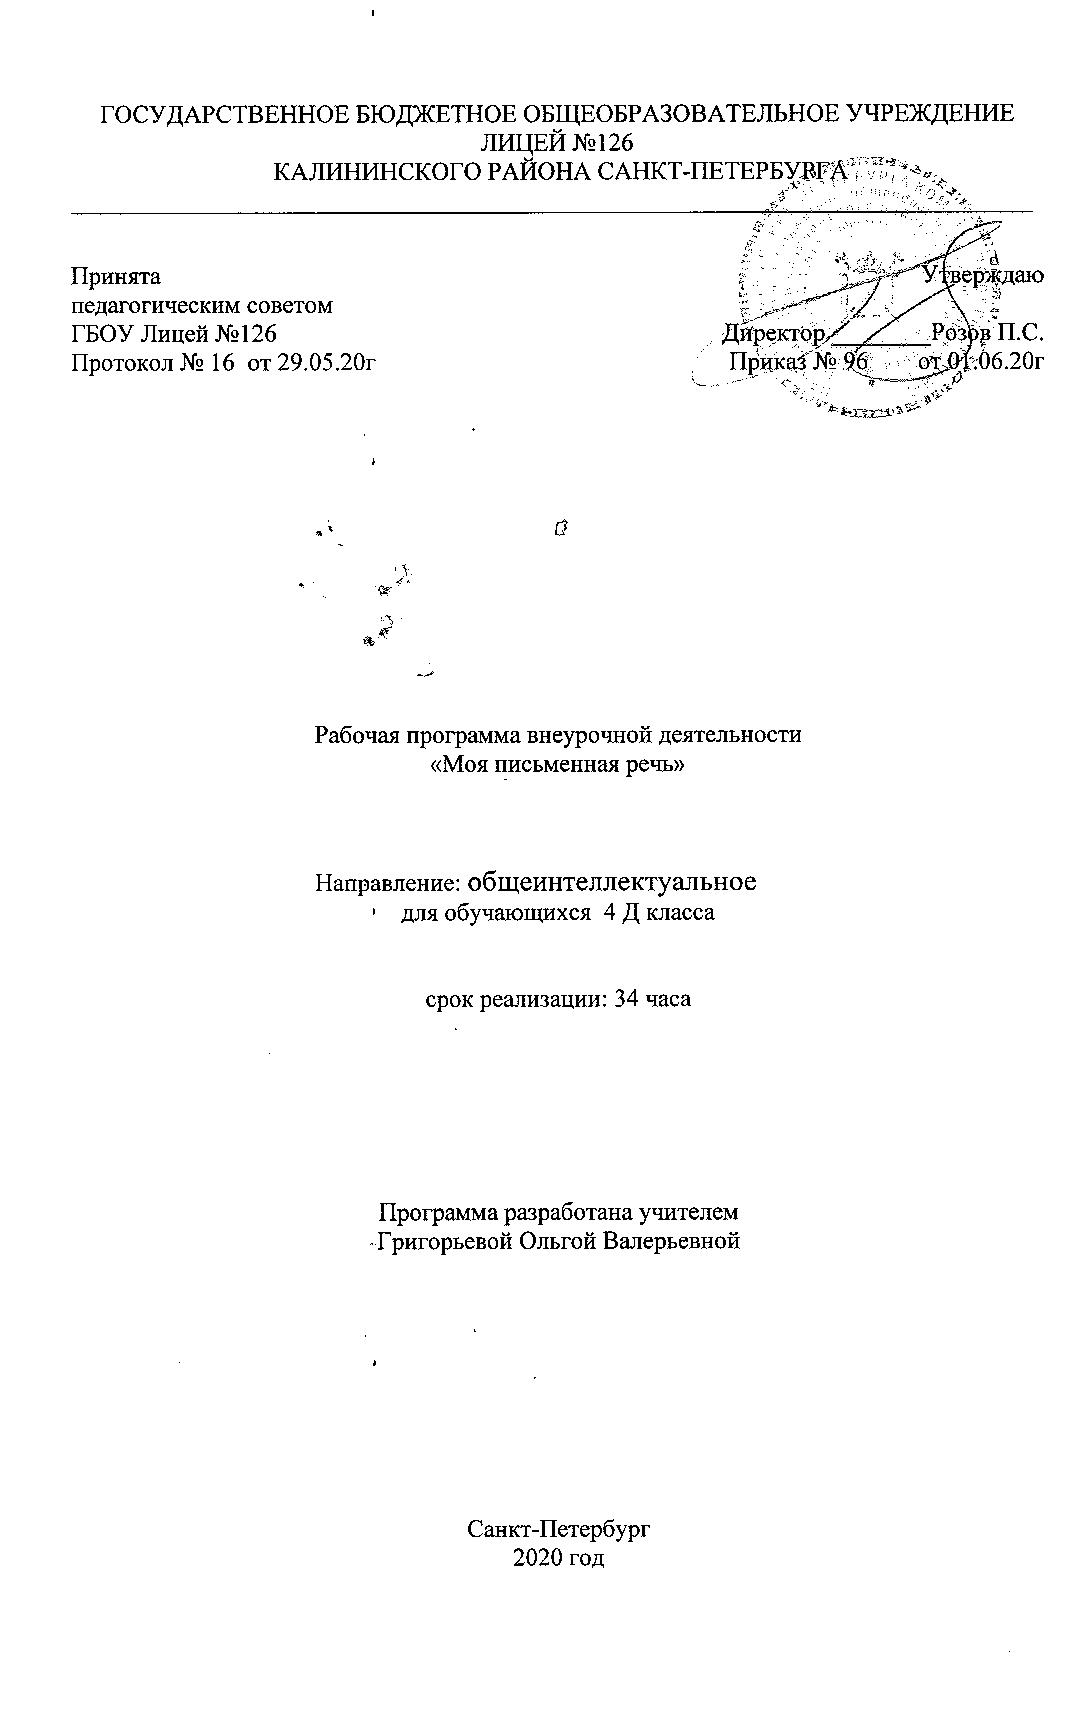 ГОСУДАРСТВЕННОЕ БЮДЖЕТНОЕ ОБЩЕОБРАЗОВАТЕЛЬНОЕ УЧРЕЖДЕНИЕ
ЛИЦЕЙ №126
КАЛИНИНСКОГО РАЙОНА САНКТ-ПЕТЕРБУРГА
Принята
педагогическим советом
ГБОУ Лицей №126
Протокол № 16 от 29.05.20г
Утверждаю
Директор ________ Розов П.С.
Приказ № 96 от 01.06.20г
Рабочая программа внеурочной деятельности
«Моя письменная речь»
Направление: общеинтеллектуальное
для обучающихся 4 Д класса
срок реализации: 34 часа
Программа разработана учителем
Григорьевой Ольгой Валерьевной
Санкт-Петербург
2020 год